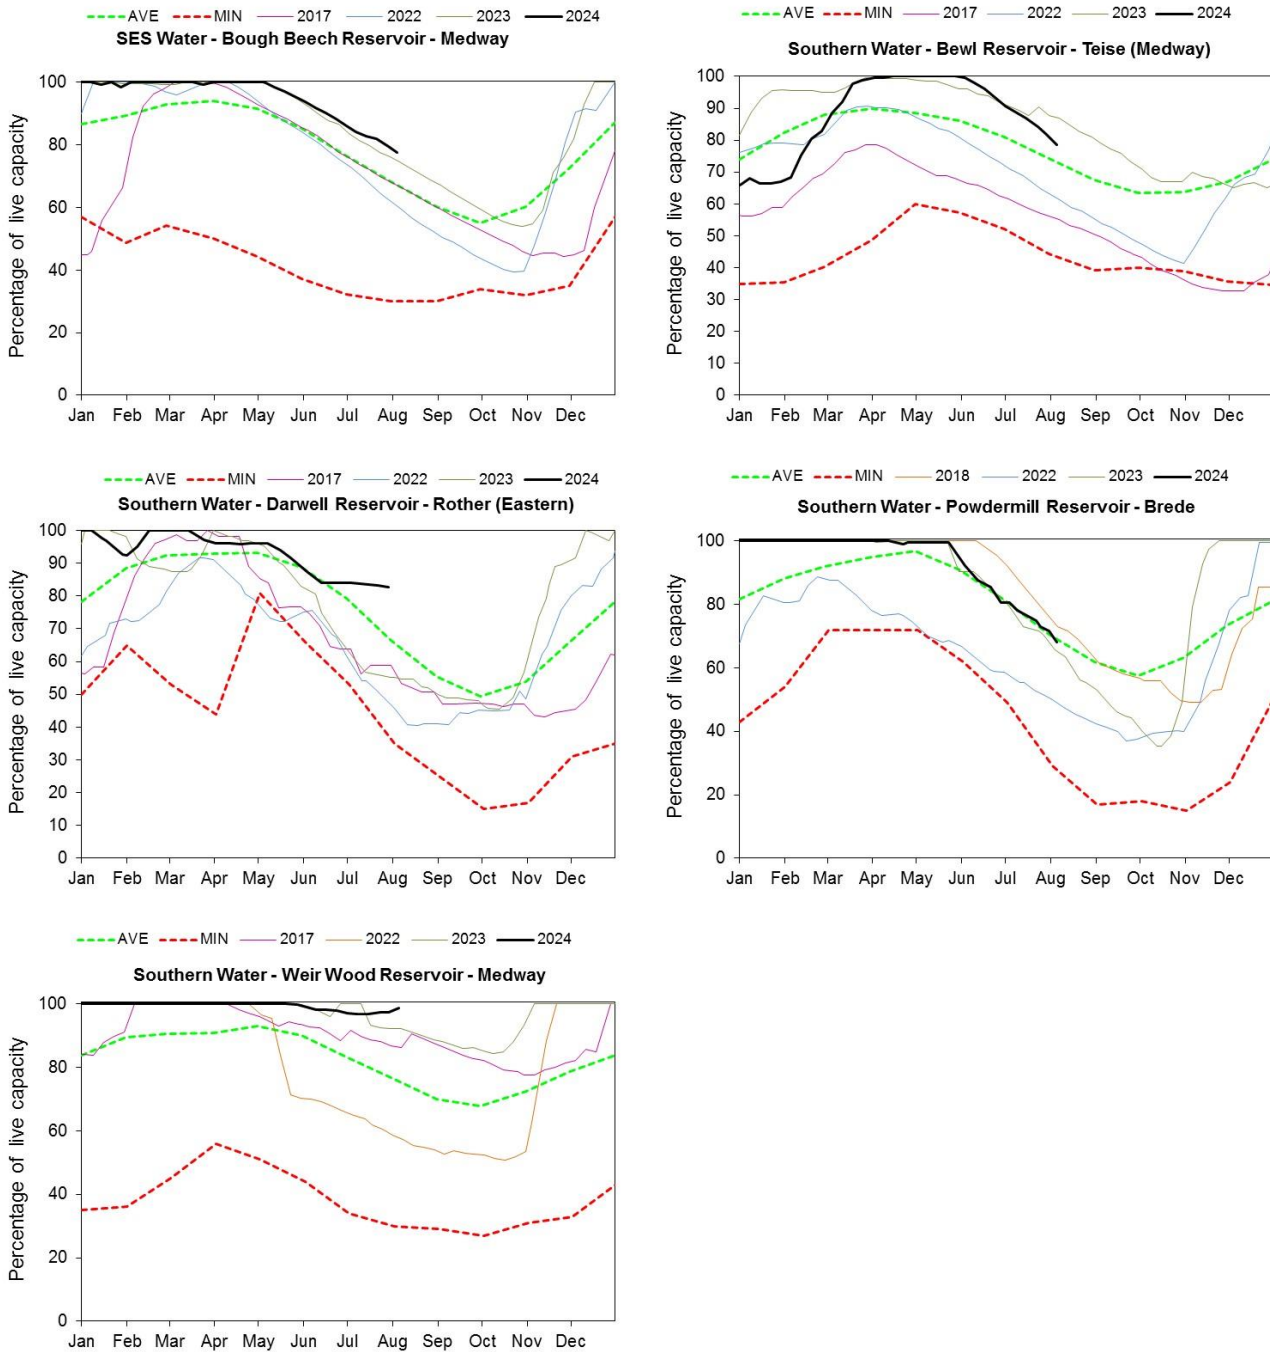 AVE MIN 2017 2022 2023 2024
SES Water - Bough Beech Reservoir - Medway
Percentage of live capacity
100
80
60
40
20
0
Jan Feb Mar Apr May Jun Jul Aug Sep Oct Nov Dec
AVE MIN 2017 2022 2023 2024
Southern Water - Bewl Reservoir - Teise (Medway)
Percentage of live capacity
100
90
80
70
60
50
40
30
20
10
0
Jan Feb Mar Apr May Jun Jul Aug Sep Oct Nov Dec
AVE MIN 2017 2022 2023 2024
Southern Water - Darwell Reservoir - Rother (Eastern)
Percentage of live capacity
100
90
80
70
60
50
40
30
20
10
0
Jan Feb Mar Apr May Jun Jul Aug Sep Oct Nov Dec
AVE MIN 2018 2022 2023 2024
Southern Water - Powdermill Reservoir - Brede
Percentage of live capacity
100
80
60
40
20
0
Jan Feb Mar Apr May Jun Jul Aug Sep Oct Nov Dec
AVE MIN 2017 2022 2023 2024
Southern Water - Weir Wood Reservoir - Medway
Percentage of live capacity
100
80
60
40
20
0
Jan Feb Mar Apr May Jun Jul Aug Sep Oct Nov Dec